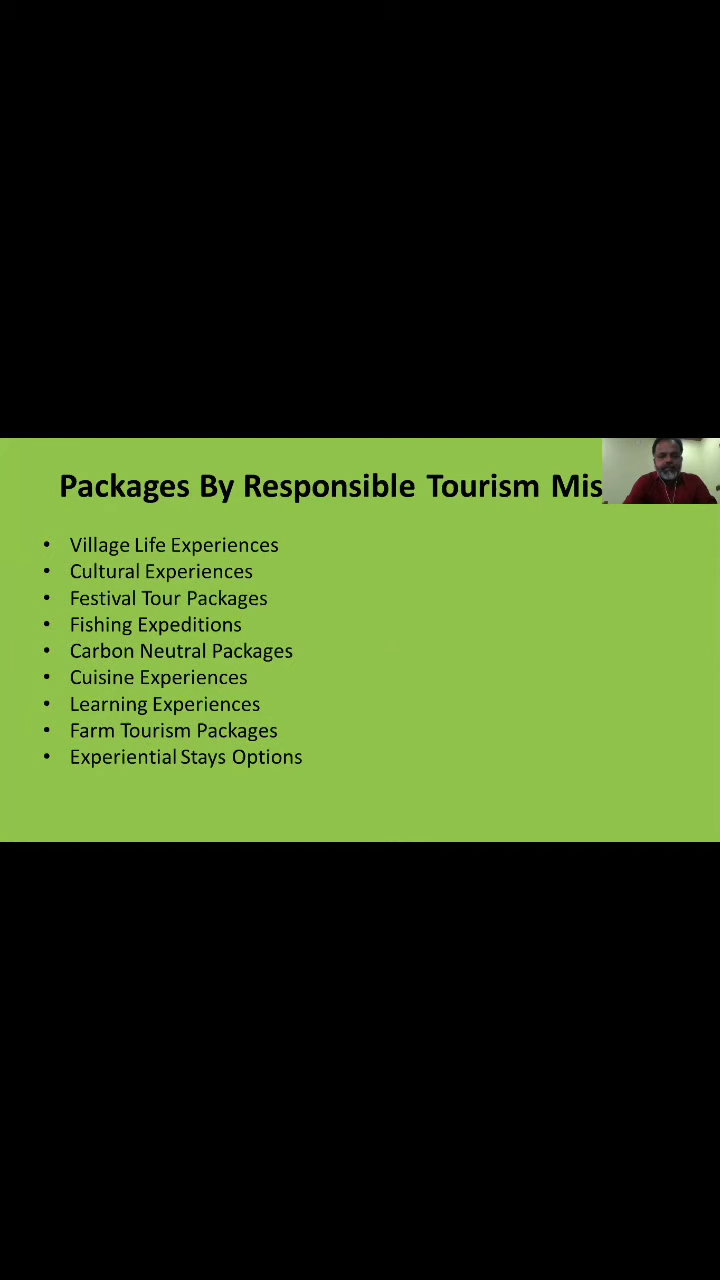 Packages By Responsible Tourism Mis
• Village Life Experiences
• Cultural Experiences
• Festival Tour Packages
• Fishing Expeditions
• Carbon Neutral Packages
• Cuisine Experiences
• Learning Experiences
• Farm Tourism Packages
• Experiential Stays Options